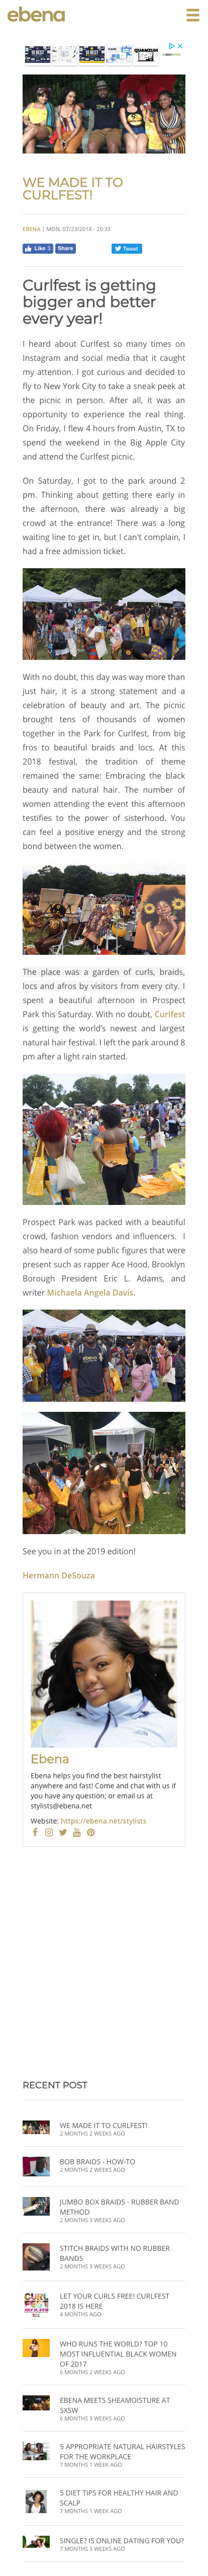 ebena
QUANZUM
WE MADE IT TO
CURLFEST!
EBENA | MON, 07/23/2018 - 20:33
Like 3
Share
Tweet
Curlfest is getting
bigger and better
every year!
I heard about Curlfest so many times on
Instagram and social media that it caught
my attention. I got curious and decided to
fly to New York City to take a sneak peek at
the picnic in person. After all, it was an
opportunity to experience the real thing.
On Friday, I flew 4 hours from Austin, TX to
spend the weekend in the Big Apple City
and attend the Curlfest picnic.
On Saturday, I got to the park around 2
pm. Thinking about getting there early in
the afternoon, there was already a big
crowd at the entrance! There was a long
waiting line to get in, but I can't complain, I
had a free admission ticket.
With no doubt, this day was way more than
just hair, it is a strong statement and a
celebration of beauty and art. The picnic
brought tens of thousands of women
together in the Park for Curlfest, from big
fros to beautiful braids and locs. At this
2018 festival, the tradition of theme
remained the same: Embracing the black
beauty and natural hair. The number of
women attending the event this afternoon
testifies to the power of sisterhood. You
can feel a positive energy and the strong
bond between the women.
The place was a garden of curls, braids,
locs and afros by visitors from every city. I
spent a beautiful afternoon in Prospect
Park this Saturday. With no doubt, Curlfest
is getting the world's newest and largest
natural hair festival. I left the park around 8
pm after a light rain started.
Prospect Park was packed with a beautiful
crowd, fashion vendors and influencers. I
also heard of some public figures that were
present such as rapper Ace Hood, Brooklyn
Borough President Eric L. Adams, and
writer Michaela Angela Davis.
ebena
See you in at the 2019 edition!
Hermann DeSouza
Ebena
Ebena helps you find the best hairstylist
anywhere and fast! Come and chat with us if
you have any question; or email us at
stylists@ebena.net
Website: https://ebena.net/stylists
RECENT POST
WE MADE IT TO CURLFEST!
2 MONTHS 2 WEEKS AGO
BOB BRAIDS - HOW-TO
2 MONTHS 2 WEEKS AGO
JUMBO BOX BRAIDS - RUBBER BAND
METHOD
2 MONTHS 3 WEEKS AGO
STITCH BRAIDS WITH NO RUBBER
BANDS
2 MONTHS 3 WEEKS AGO
LET YOUR CURLS FREE! CURLFEST
2018 IS HERE
4 MONTHS AGO
WHO RUNS THE WORLD? TOP 10
MOST INFLUENTIAL BLACK WOMEN
OF 2017
6 MONTHS 2 WEEKS AGO
EBENA MEETS SHEAMOISTURE AT
SXSW
6 MONTHS 3 WEEKS AGO
5 APPROPRIATE NATURAL HAIRSTYLES
FOR THE WORKPLACE
7 MONTHS 1 WEEK AGO
5 DIET TIPS FOR HEALTHY HAIR AND
SCALP
7 MONTHS 1 WEEK AGO
SINGLE? IS ONLINE DATING FOR YOU?
7 MONTHS 3 WEEKS AGO